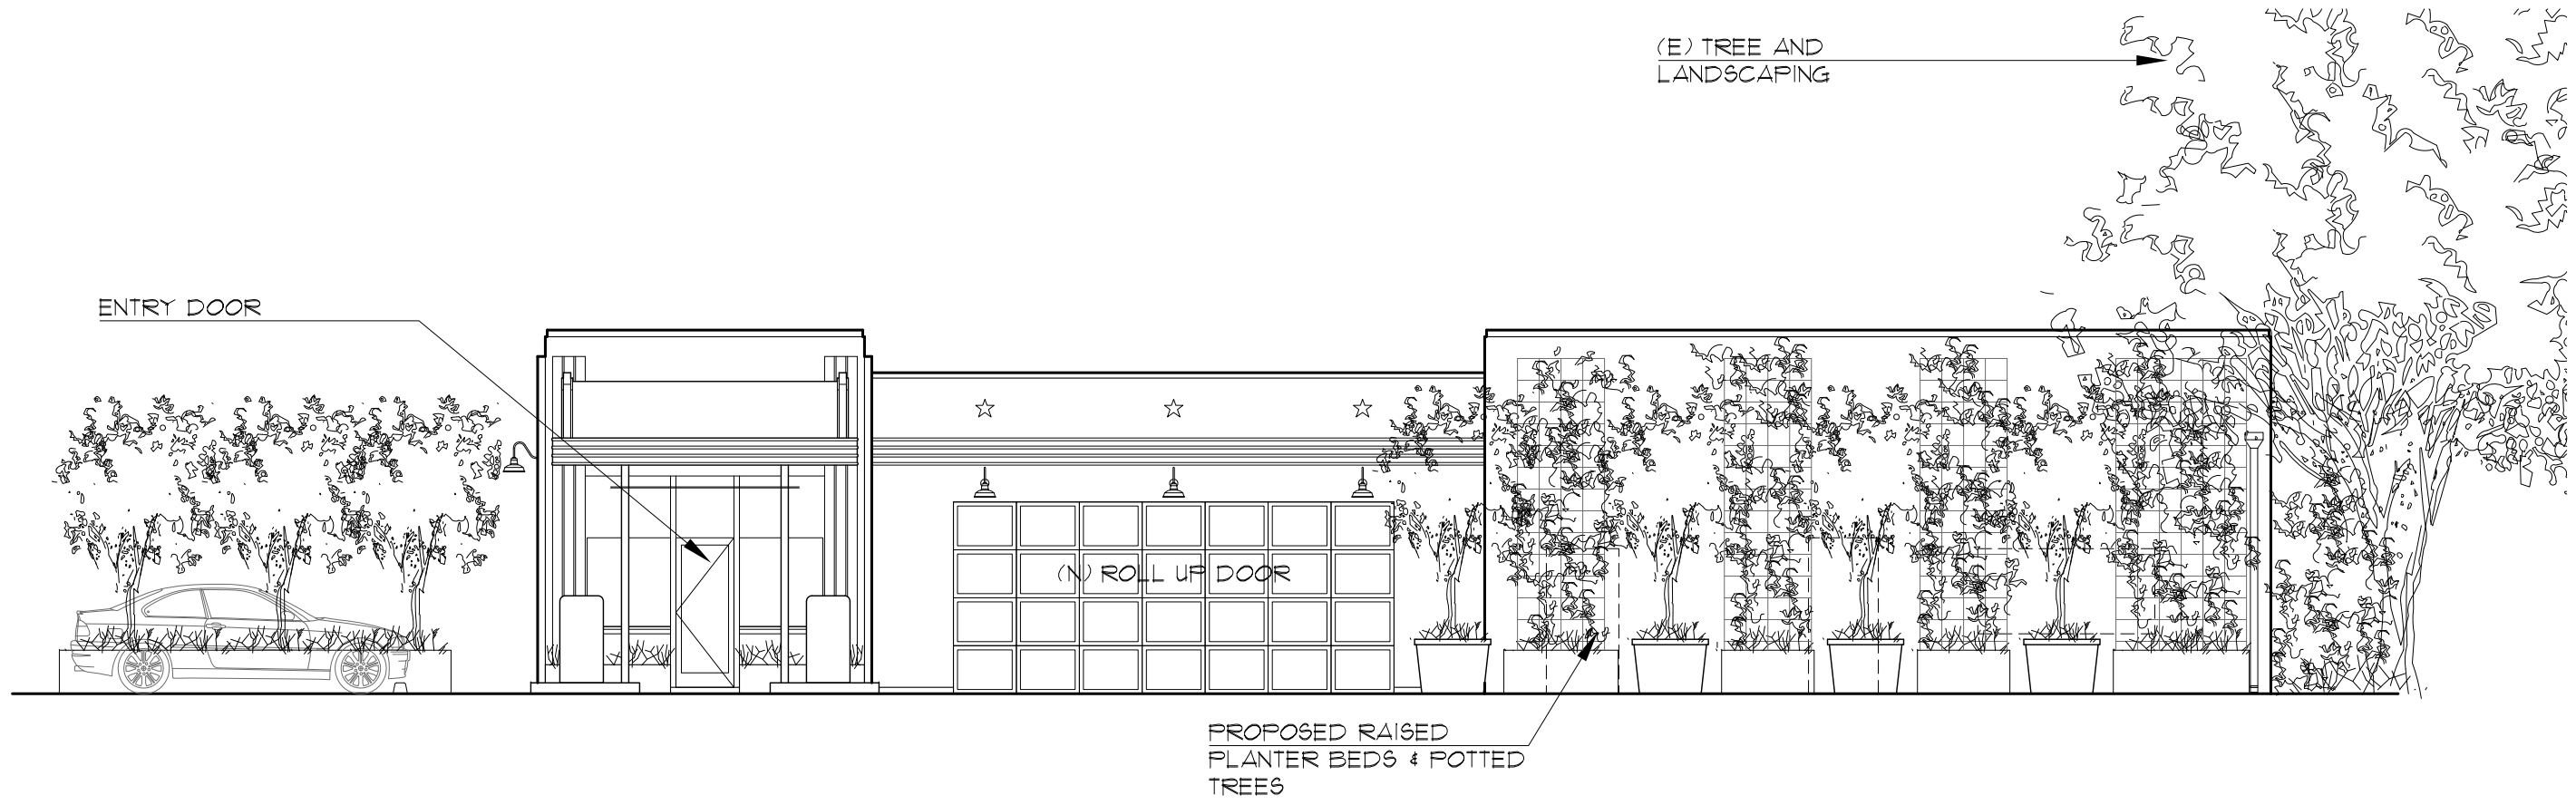 (E) TREE AND
LANDSCAPING
ENTRY DOOR
(N) ROLL UP DOOR
PROPOSED RAISED
PLANTER BEDS & POTTED
TREES